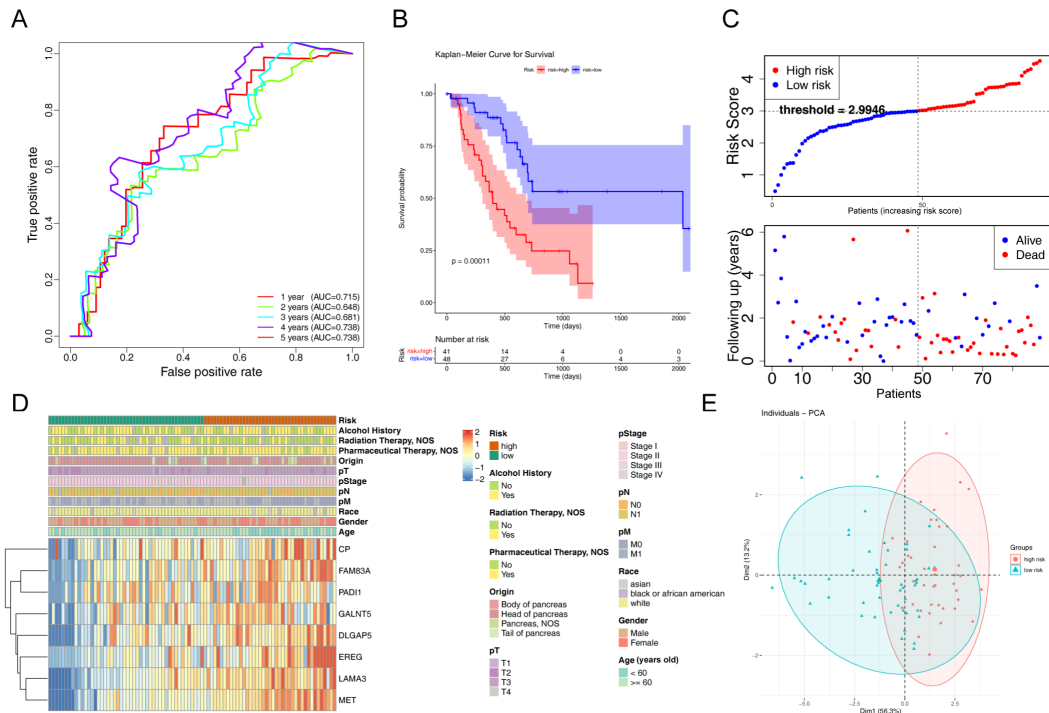 A
True positive rate
0.0 0.2 0.4 0.6 0.8 1.0
1 year (AUC=0.715)
2 years (AUC=0.648)
3 years (AUC=0.681)
4 years (AUC=0.738)
5 years (AUC=0.738)
0.0 0.2 0.4 0.6 0.8 1.0
False positive rate
B
Kaplan-Meier Curve for Survival
Risk risk=high risk=low
Survival probability
1.00
0.75
0.50
0.25
0.00
p = 0.00011
0 500 1000 1500 2000
Time (days)
Number at risk
Risk
risk=high 41 14 4 0 0
risk=low 48 27 6 4 3
0 500 1000 1500 2000
Time (days)
C
High risk
Low risk
threshold = 2.9946
Risk Score
1 2 3 4
0 50
Patients (increasing risk score)
Alive
Dead
Following up (years)
0 2 4 6
0 10 30 50 70
Patients
D
Risk
Alcohol History
Radiation Therapy, NOS
Pharmaceutical Therapy, NOS
Origin
pT
pStage
pN
pM
Race
Gender
Age
CP
FAM83A
PADI1
GALNT5
DLGAP5
EREG
LAMA3
MET
2
1
0
−1
−2
Risk
high
low
Alcohol History
No
Yes
Radiation Therapy, NOS
No
Yes
Pharmaceutical Therapy, NOS
No
Yes
Origin
Body of pancreas
Head of pancreas
Pancreas, NOS
Tail of pancreas
pT
T1
T2
T3
T4
pStage
Stage I
Stage II
Stage III
Stage IV
pN
N0
N1
pM
M0
M1
Race
asian
black or african american
white
Gender
Male
Female
Age (years old)
< 60
>= 60
E
Individuals - PCA
Dim2 (13.2%)
2
0
-2
-5.0 -2.5 0.0 2.5
Dim1 (56.3%)
Groups
high risk
low risk